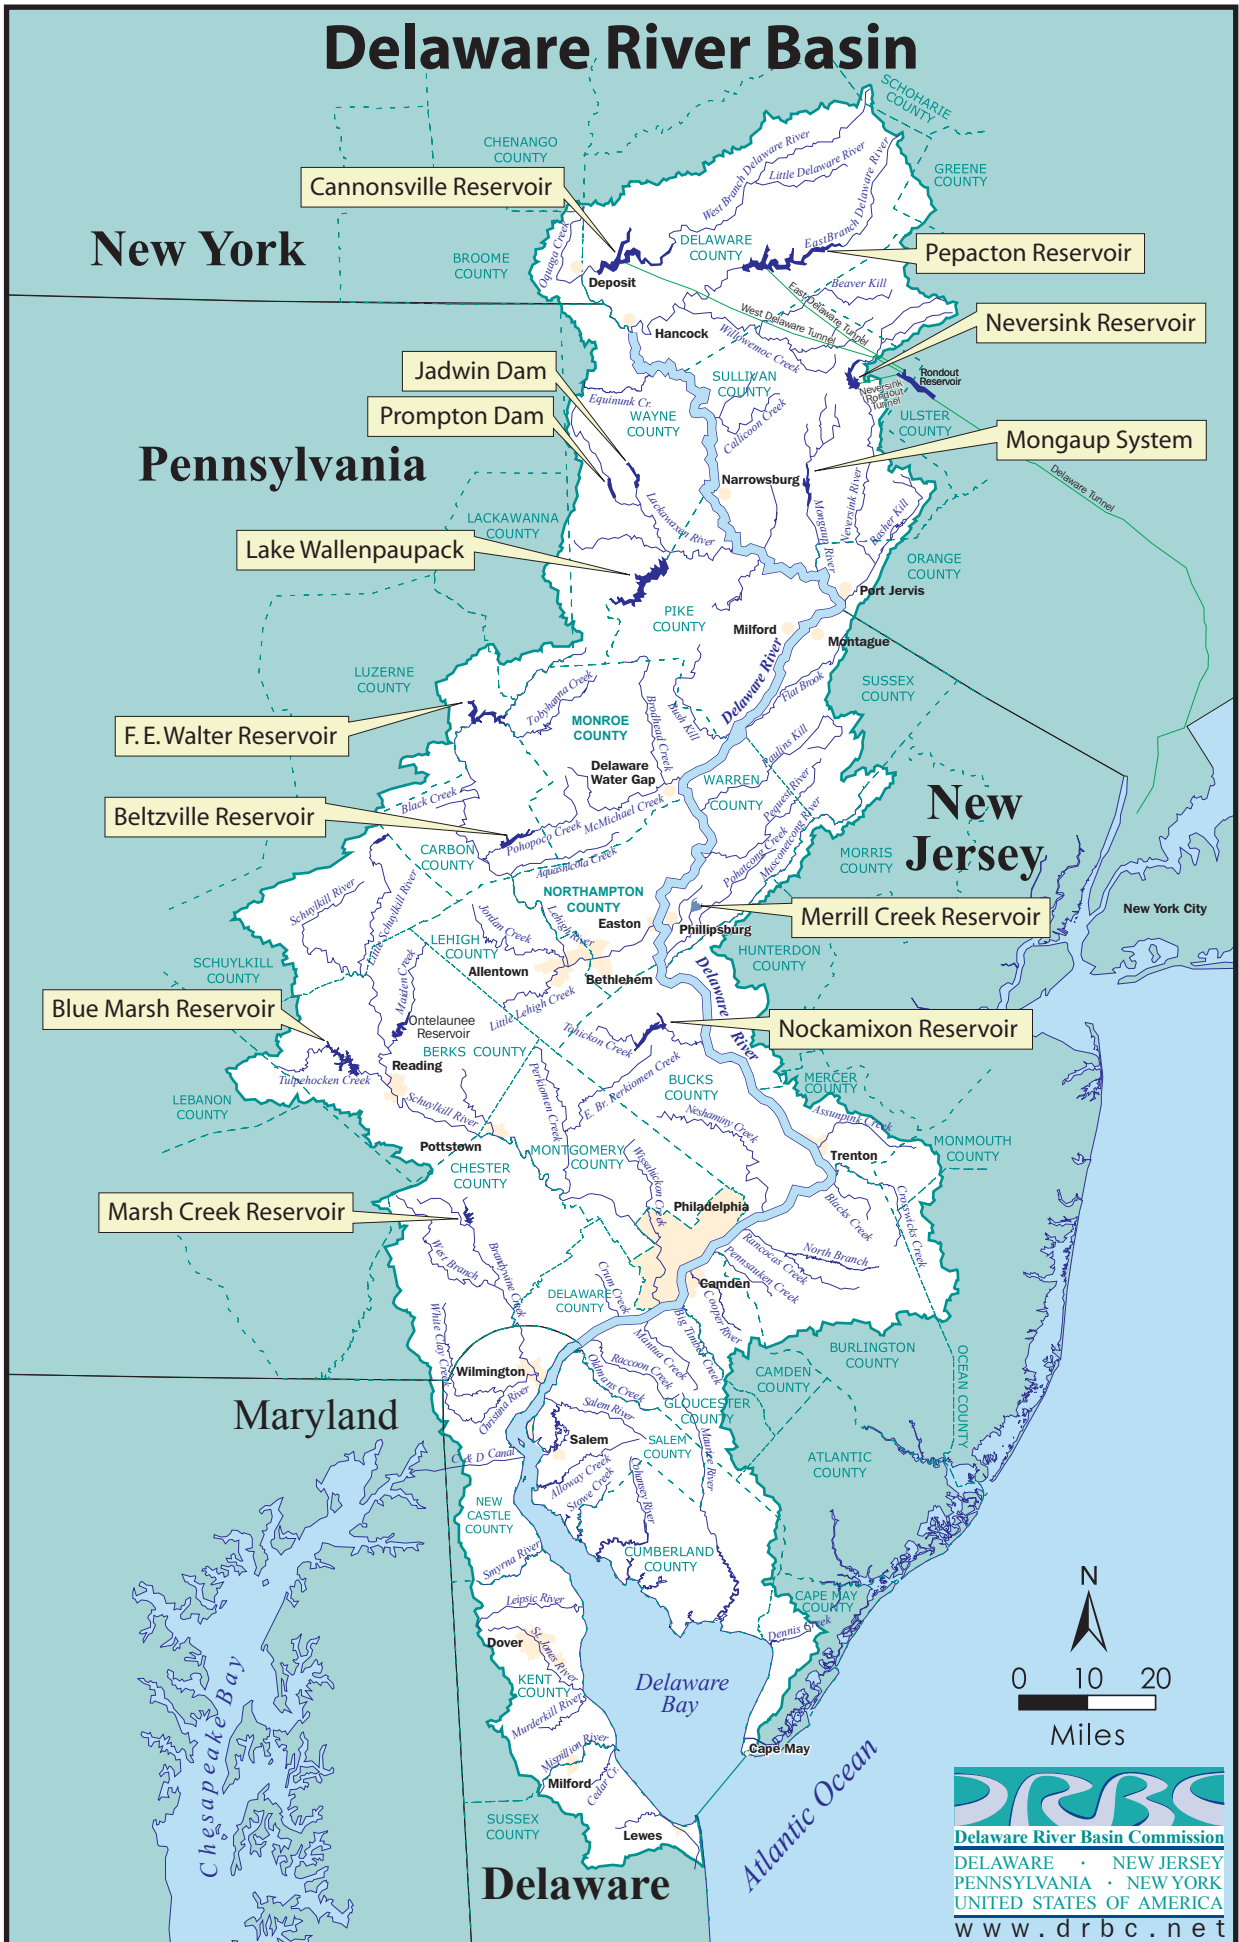 Delaware River Basin
SCHOHARIE
COUNTY
CHENANGO
COUNTY
West Branch Delaware River
Little Delaware River
EastBranch Delaware River
GREENE
COUNTY
Cannonsville Reservoir
New York
Oquoga Creek
BROOME
COUNTY
DELAWARE
COUNTY
Pepacton Reservoir
Deposit
Beaver Kill
East Delaware Tunnel
West Delaware Tunnel
Neversink Reservoir
Hancock
Willowemoc Creek
Jadwin Dam
SULLIVAN
COUNTY
Rondout
Reservoir
Neversink
Rondout
Tunnel
Equinunk Cr.
Prompton Dam
WAYNE
COUNTY
Callicoon Creek
ULSTER
COUNTY
Mongaup System
Pennsylvania
Narrowsburg
Delaware Tunnel
Lackawaxen River
Mongaup River
Neversink River
Basher Kill
LACKAWANNA
COUNTY
Lake Wallenpaupack
ORANGE
COUNTY
Port Jervis
PIKE
COUNTY
Milford
Montague
LUZERNE
COUNTY
Delaware River
Flat Brook
SUSSEX
COUNTY
Tobyhanna Creek
Brodhead Creek
Bush Kill
F. E. Walter Reservoir
MONROE
COUNTY
Paulins Kill
Delaware
Water Gap
WARREN
COUNTY
Pequest River
New
Jersey
Black Creek
Beltzville Reservoir
Pohopoco Creek
McMichael Creek
Aquashicola Creek
CARBON
COUNTY
Pohatcong Creek
Musconetcong River
MORRIS
COUNTY
Schuylkill River
Little Schuylkill River
NORTHAMPTON
COUNTY
Merrill Creek Reservoir
New York City
Jordan Creek
Lehigh River
Easton
Phillipsburg
LEHIGH
COUNTY
HUNTERDON
COUNTY
SCHUYLKILL
COUNTY
Allentown
Bethlehem
Maiden Creek
Little Lehigh Creek
Delaware
River
Blue Marsh Reservoir
Ontelaunee
Reservoir
Tohickon Creek
Nockamixon Reservoir
BERKS COUNTY
Reading
Tulpehocken Creek
Perkiomen Creek
E. Br. Perkiomen Creek
BUCKS
COUNTY
MERCER
COUNTY
LEBANON
COUNTY
Schuylkill River
Neshaminy Creek
Assunpink Creek
Pottstown
MONTGOMERY
COUNTY
Trenton
MONMOUTH
COUNTY
CHESTER
COUNTY
Wissahickon Creek
Philadelphia
Blacks Creek
Crosswicks Creek
Marsh Creek Reservoir
West Branch
Brandywine Creek
Rancocas Creek
North Branch
Pennsauken Creek
Crum Creek
DELAWARE
COUNTY
Camden
Cooper River
Big Timber Creek
White Clay Creek
Mantua Creek
BURLINGTON
COUNTY
OCEAN COUNTY
Wilmington
Raccoon Creek
Oldmans Creek
CAMDEN
COUNTY
Maryland
Christina River
Salem River
GLOUCESTER
COUNTY
Salem
SALEM
COUNTY
Maurice River
C & D Canal
ATLANTIC
COUNTY
Alloway Creek
Stowe Creek
Cohansey River
NEW
CASTLE
COUNTY
Smyrna River
CUMBERLAND
COUNTY
Leipsic River
CAPE MAY
COUNTY
Dennis Creek
Dover
St. Jones River
N
0 10 20
Miles
KENT
COUNTY
Delaware
Bay
Chesapeake Bay
Murderkill River
Mispillion River
Cape May
Milford
Cedar Cr.
Atlantic Ocean
SUSSEX
COUNTY
Lewes
Delaware
DRBC
Delaware River Basin Commission
DELAWARE · NEW JERSEY
PENNSYLVANIA · NEW YORK
UNITED STATES OF AMERICA
www.drbc.net